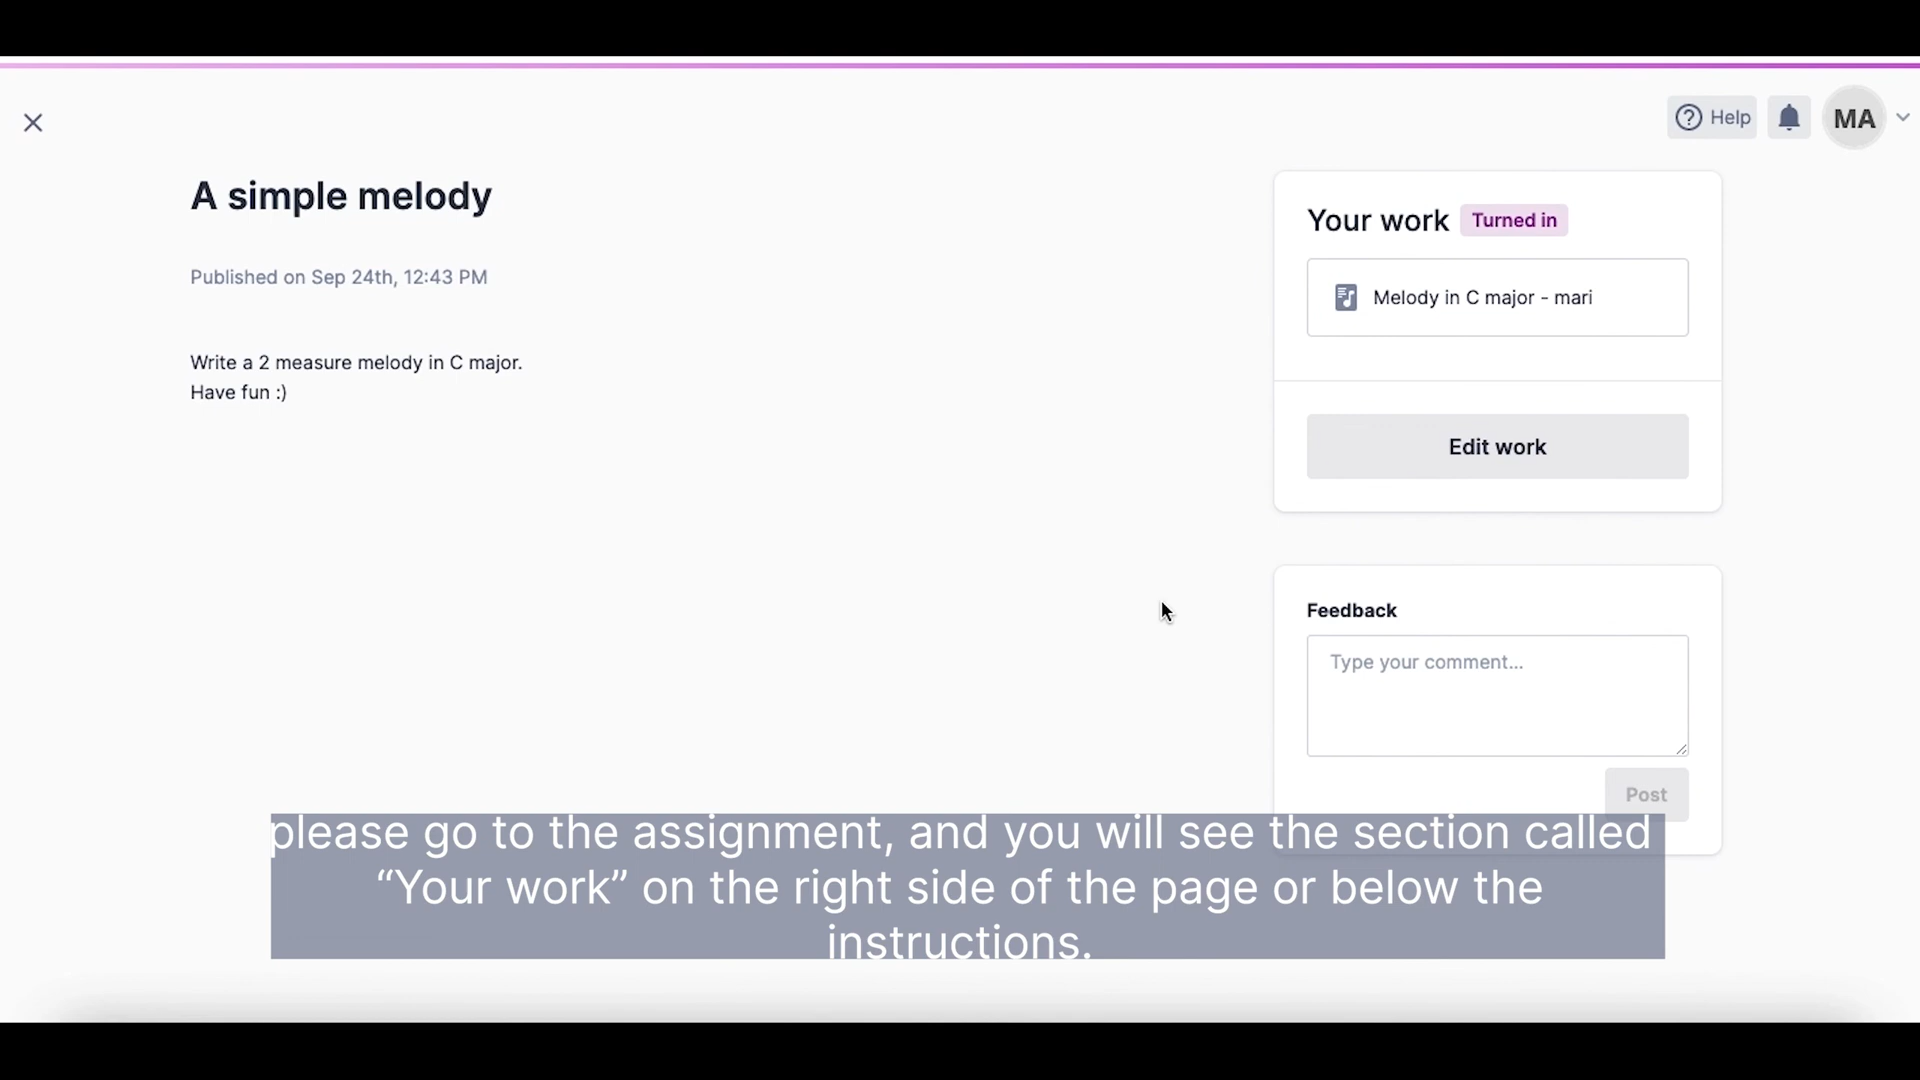 Help
MA
A simple melody
Published on Sep 24th, 12:43 PM
Write a 2 measure melody in C major.
Have fun :)
Your work
Turned in
Melody in C major - mari
Edit work
Feedback
Type your comment...
Post
please go to the assignment, and you will see the section called
“Your work” on the right side of the page or below the
instructions.